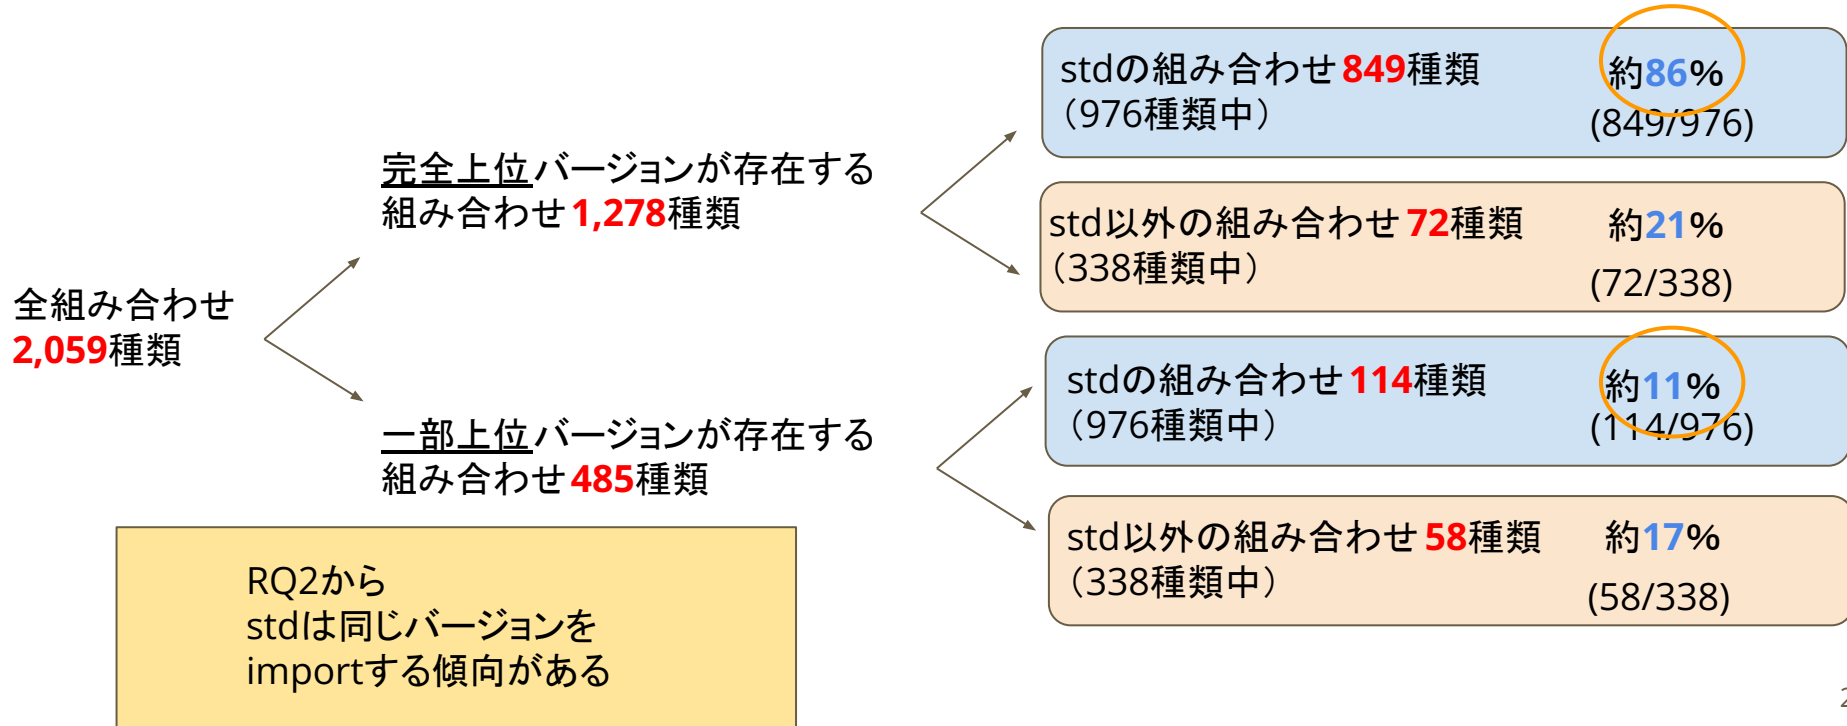 全組み合わせ
2,059種類
完全上位バージョンが存在する
組み合わせ1,278種類
一部上位バージョンが存在する
組み合わせ485種類
stdの組み合わせ849種類
（976種類中）
約86%
(849/976)
std以外の組み合わせ72種類
（338種類中）
約21%
(72/338)
stdの組み合わせ114種類
（976種類中）
約11%
(114/976)
std以外の組み合わせ58種類
（338種類中）
約17%
(58/338)
RQ2から
stdは同じバージョンを
importする傾向がある